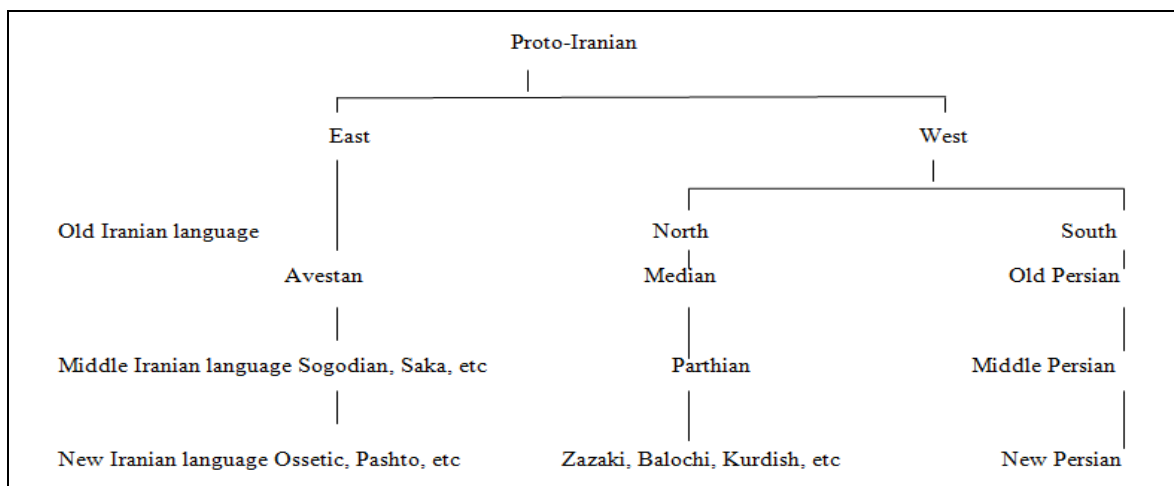 Proto-Iranian
East West
Old Iranian language North South
Avestan Median Old Persian
Middle Iranian language Sogodian, Saka, etc Parthian Middle Persian
New Iranian language Ossetic, Pashto, etc Zazaki, Balochi, Kurdish, etc New Persian